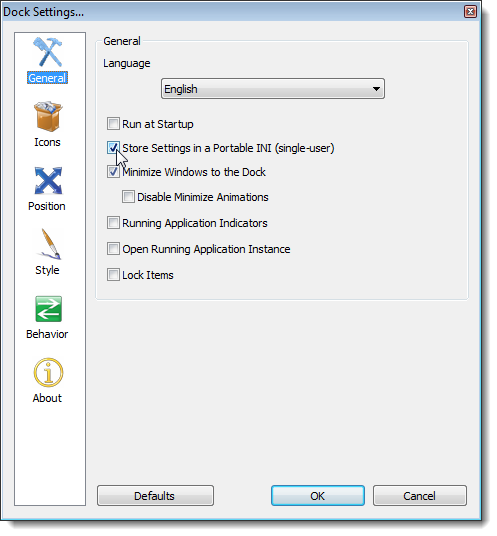 Dock Settings...
General
Icons
Position
Style
Behavior
About
General
Language
English
Run at Startup
Store Settings in a Portable INI (single-user)
Minimize Windows to the Dock
Disable Minimize Animations
Running Application Indicators
Open Running Application Instance
Lock Items
Defaults
OK
Cancel